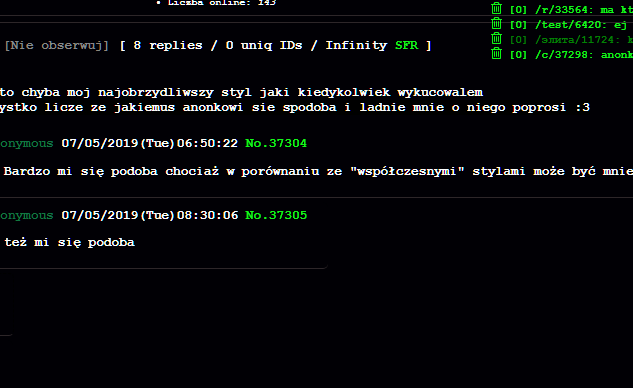 Liczba online: 143
[0] /r/33564: ma kt
[0] /test/6420: ej
[0] /элита/11724:
[0] /c/37298: anonk
[Nie obserwuj] [ 8 replies / 0 uniq IDs / Infinity SFR ]
to chyba moj najobrzydliwszy styl jaki kiedykolwiek wykucowalem
ystko licze ze jakiemus anonkowi sie spodoba i ladnie mnie o niego poprosi :3
onymous 07/05/2019(Tue)06:50:22 No.37304
Bardzo mi się podoba chociaż w porównaniu ze "współczesnymi" stylami może być mnie
onymous 07/05/2019(Tue)08:30:06 No.37305
też mi się podoba